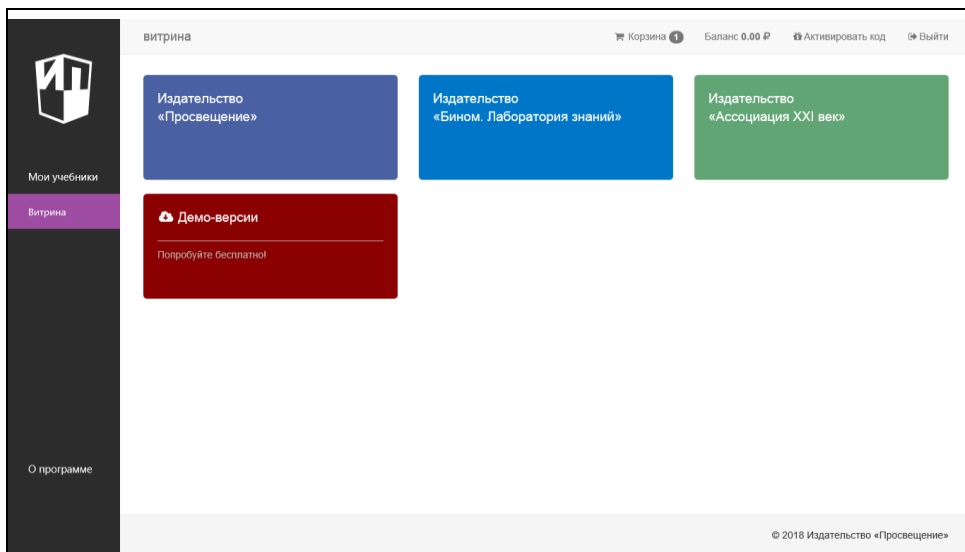 витрина
Корзина 1
Баланс 0.00 ₽
Активировать код
Выйти
ИП
Мои учебники
Витрина
О программе
Издательство
«Просвещение»
Издательство
«Бином. Лаборатория знаний»
Издательство
«Ассоциация XXI век»
Демо-версии
Попробуйте бесплатно!
© 2018 Издательство «Просвещение»